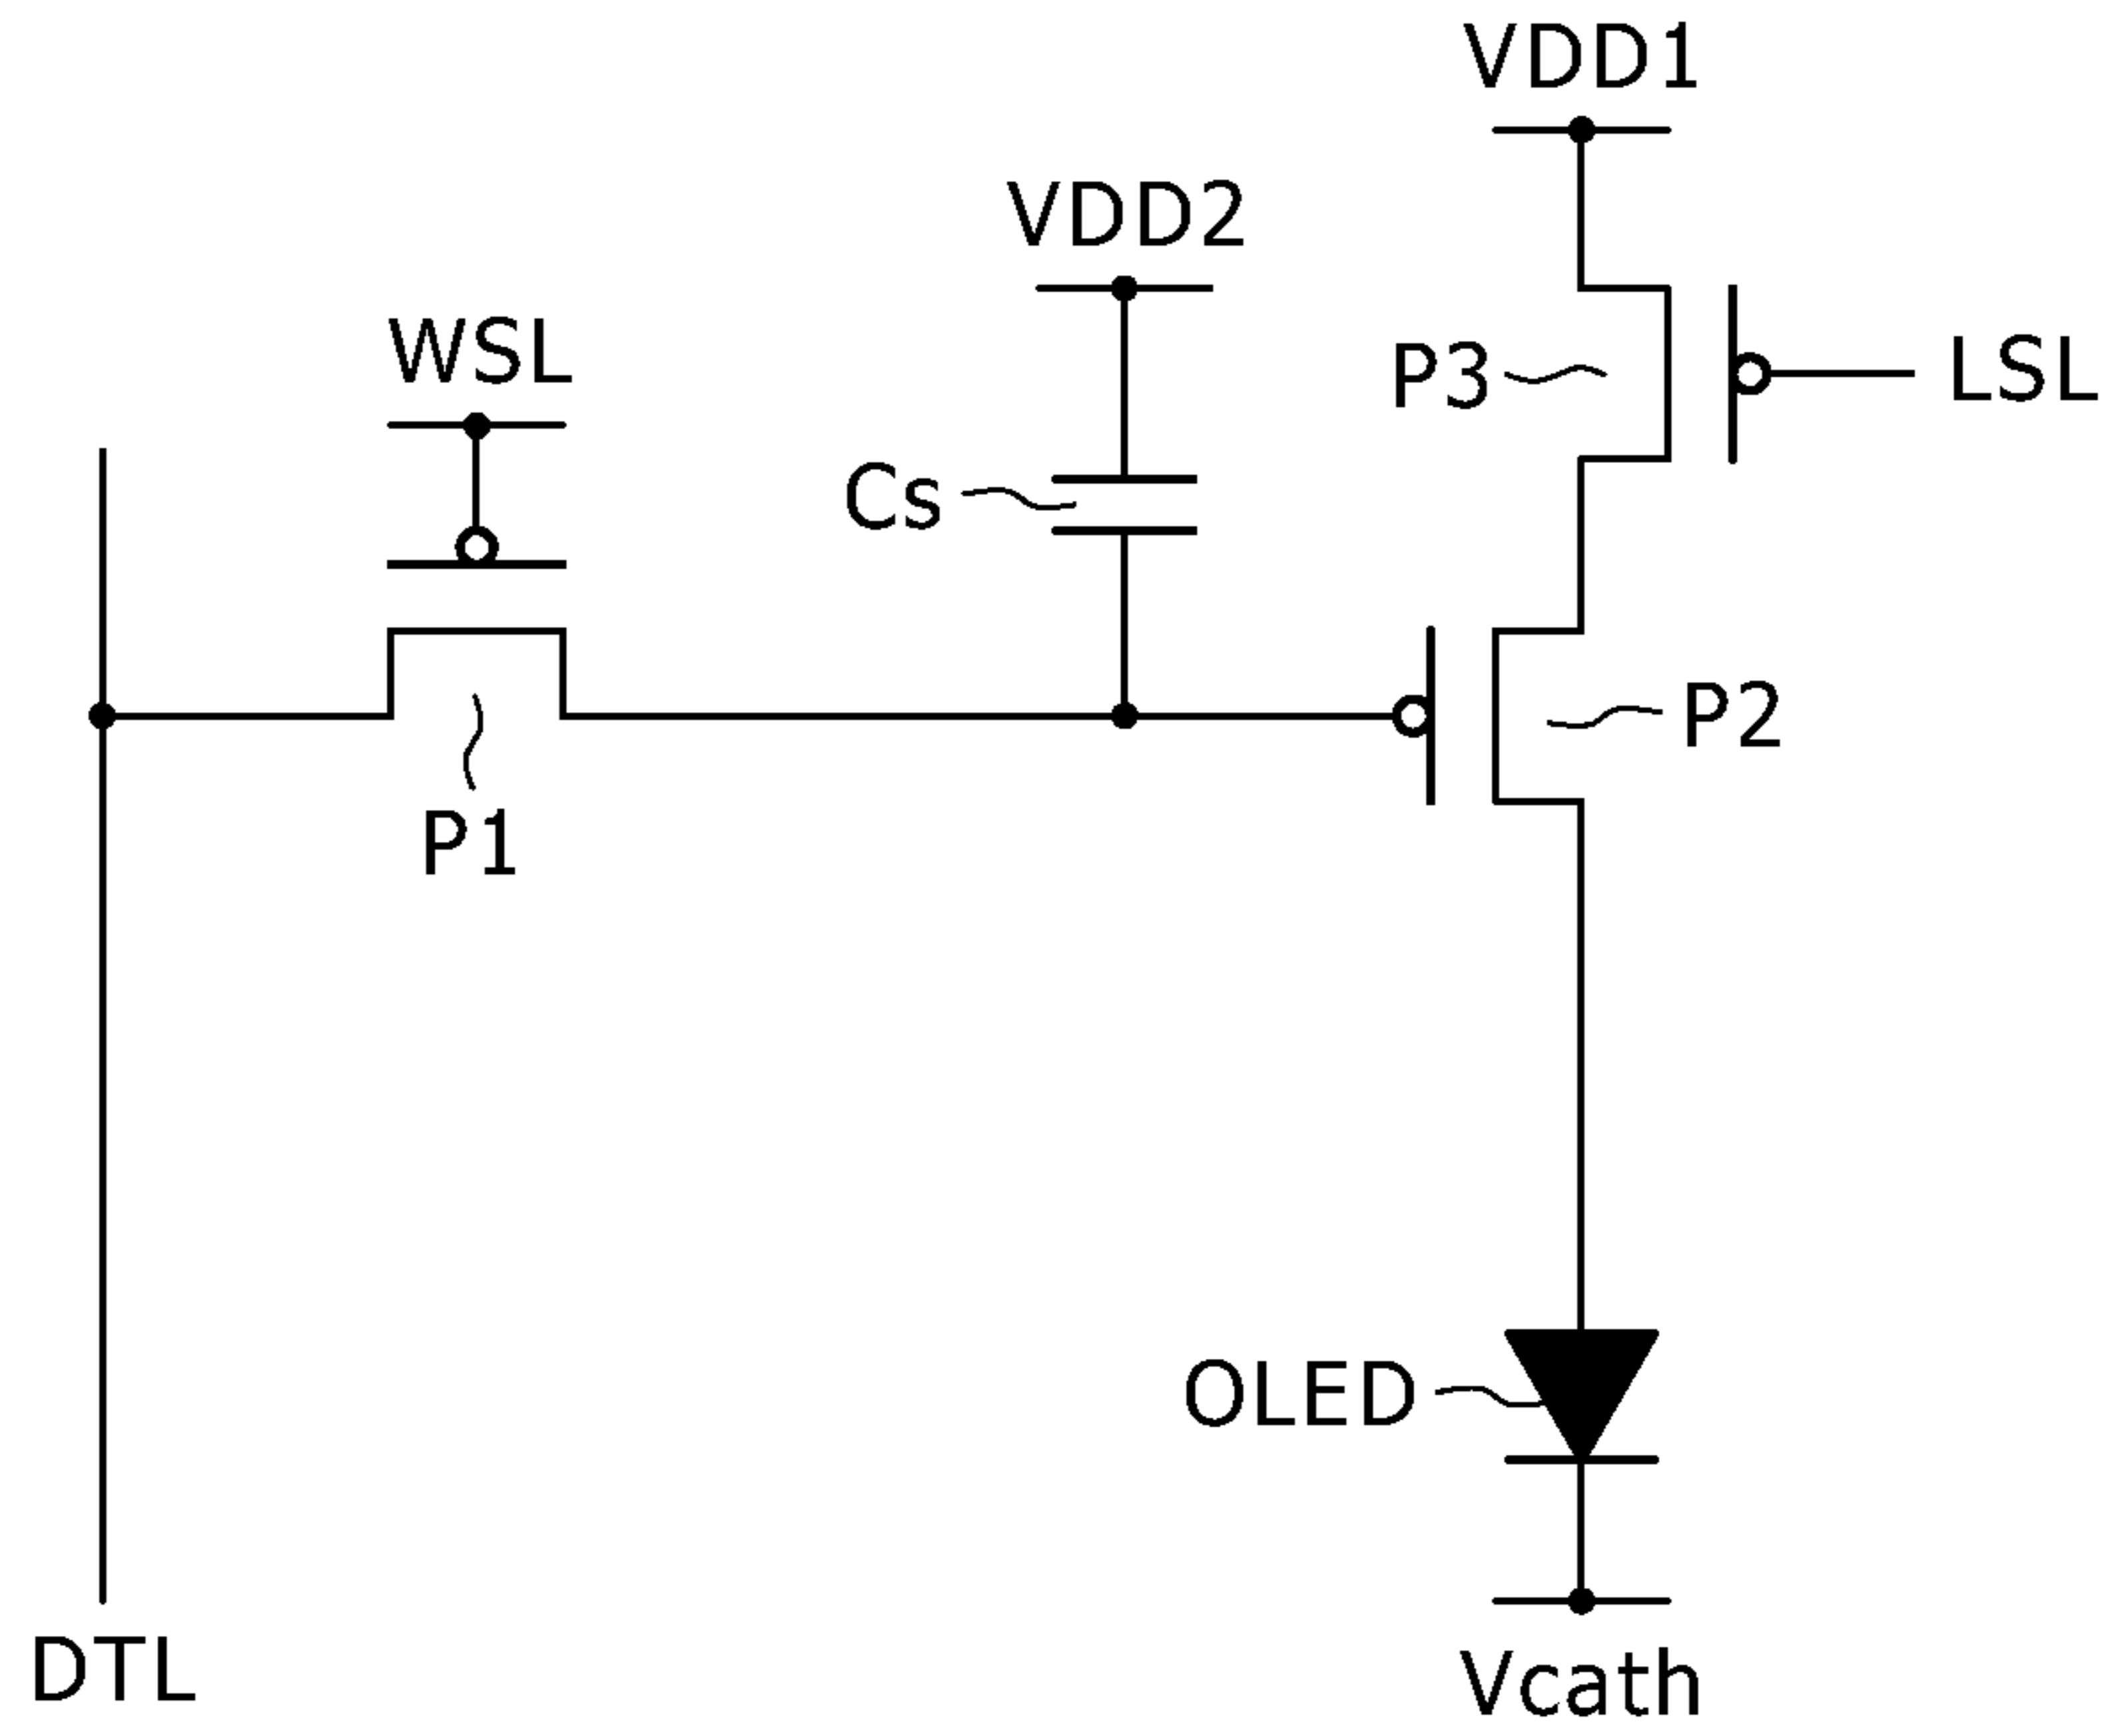 VDD1
VDD2
WSL
P3
LSL
Cs
P2
P1
OLED
DTL
Vcath